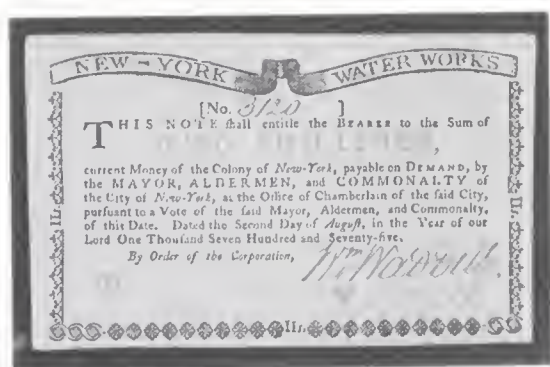 NEW-YORK WATER WORKS
[No. 3120 ]
THIS NOTE ſhall entitle the BEARER to the Sum of
,
current Money of the Colony of New-York, payable on DEMAND, by
the MAYOR, ALDERMEN, and COMMONALTY of
the City of New-York, at the Office of Chamberlain of the ſaid City,
purſuant to a Vote of the ſaid Mayor, Aldermen, and Commonalty,
of this Date. Dated the Second Day of Auguſt, in the Year of our
Lord One Thouſand Seven Hundred and Seventy-five.
By Order of the Corporation,
IIs.
IIs.
IIs.